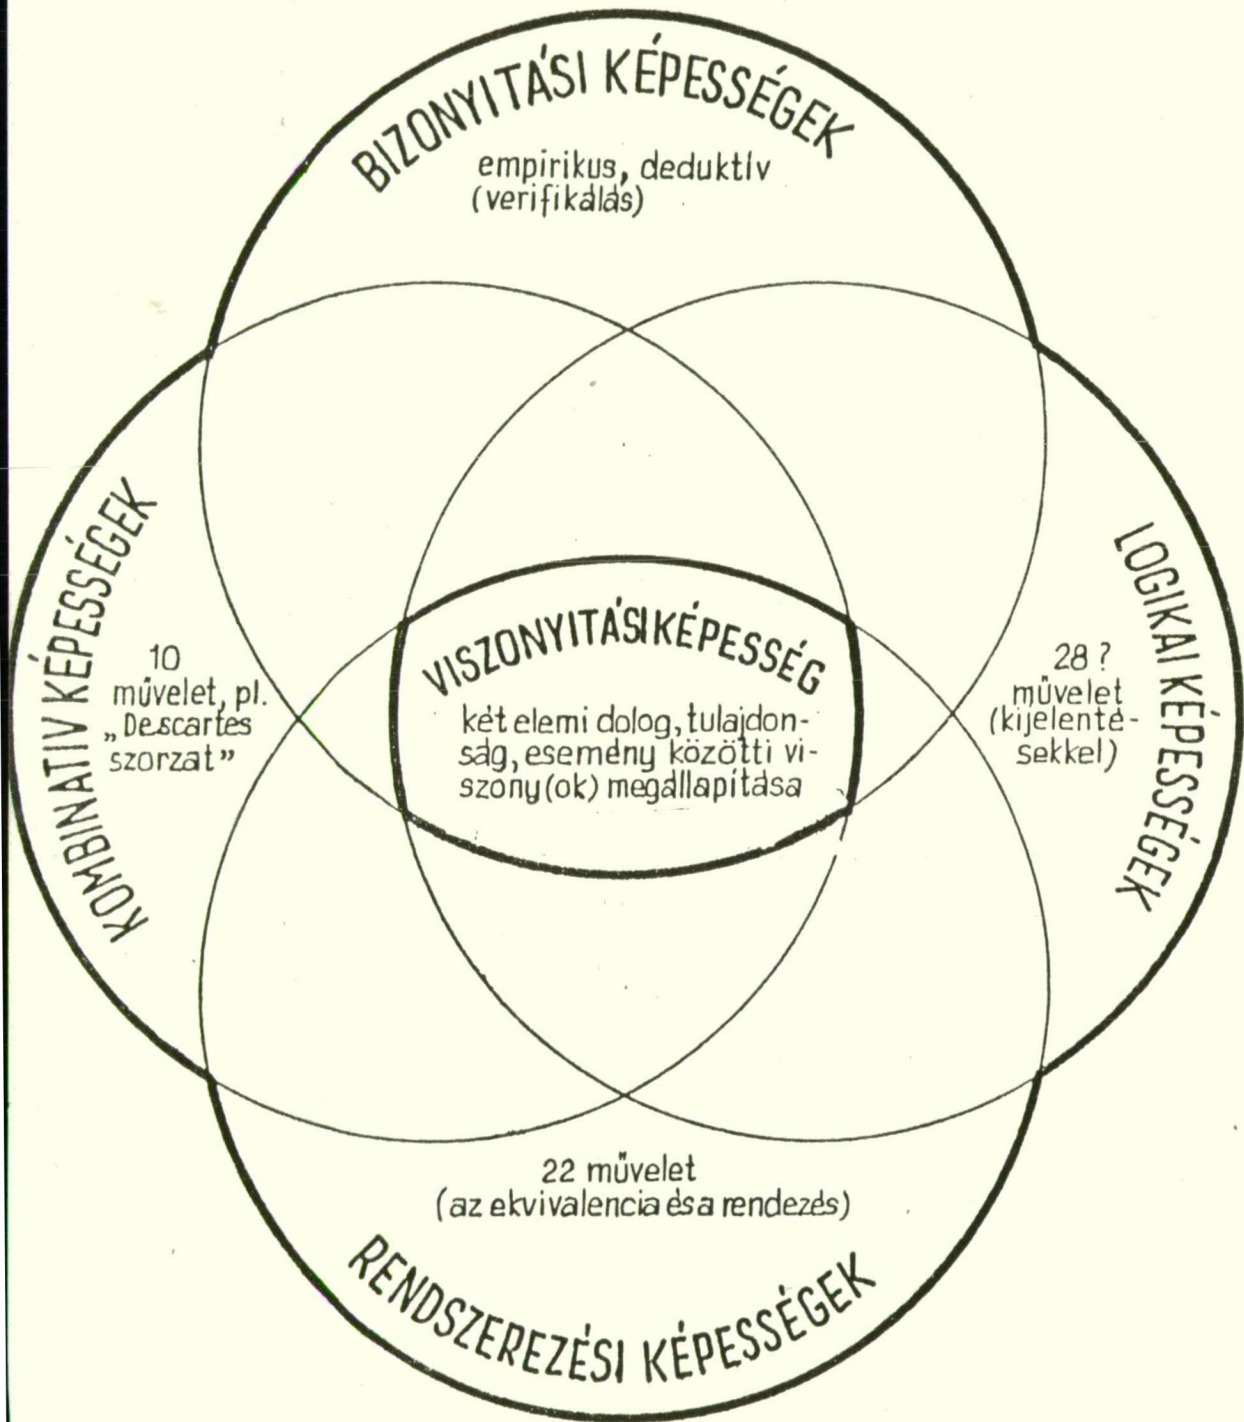 BIZONYITÁSI KÉPESSÉGEK
empirikus, deduktív
(verifikálás)
KOMBINATIV KÉPESSÉGEK
10
művelet, pl.
„Descartes
szorzat”
VISZONYITÁSI KÉPESSÉG
két elemi dolog, tulajdon-
ság, esemény közötti vi-
szony(ok) megállapítása
LOGIKAI KÉPESSÉGEK
28 ?
művelet
(kijelenté-
sekkel)
22 művelet
(az ekvivalencia és a rendezés)
RENDSZEREZÉSI KÉPESSÉGEK